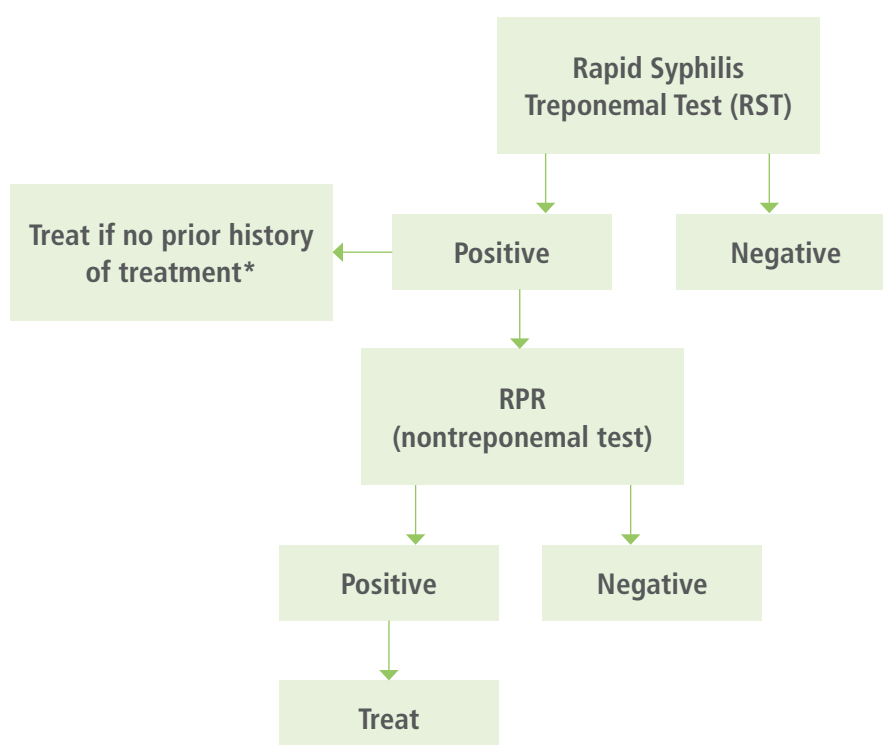 Rapid Syphilis
Treponemal Test (RST)
Treat if no prior history
of treatment*
Positive
Negative
RPR
(nontreponemal test)
Positive
Negative
Treat